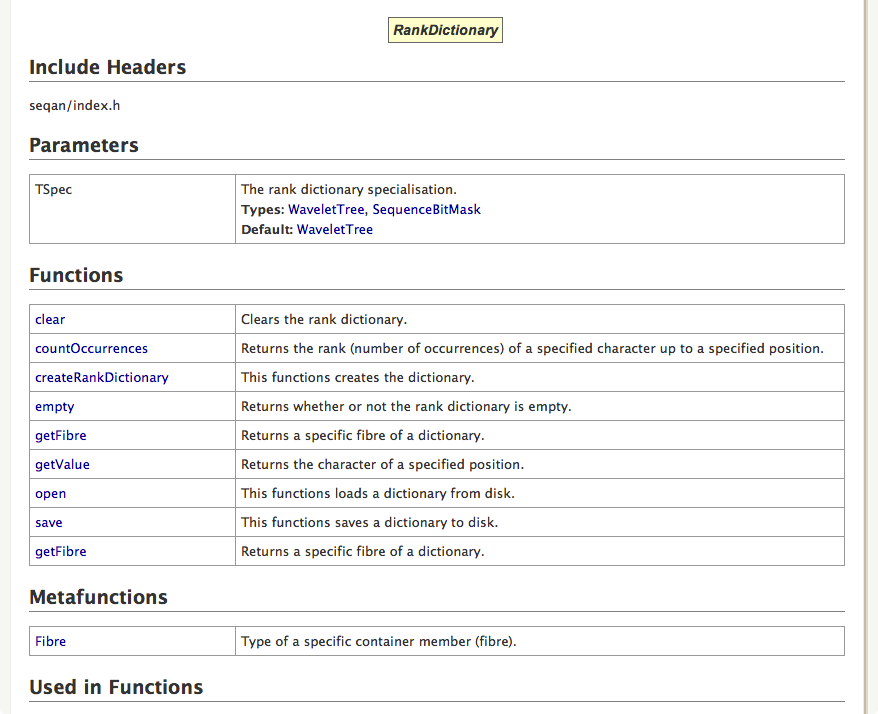 RankDictionary
Include Headers
seqan/index.h
Parameters
TSpec
The rank dictionary specialisation.
Types: WaveletTree, SequenceBitMask
Default: WaveletTree
Functions
clear Clears the rank dictionary.
countOccurrences Returns the rank (number of occurrences) of a specified character up to a specified position.
createRankDictionary This functions creates the dictionary.
empty Returns whether or not the rank dictionary is empty.
getFibre Returns a specific fibre of a dictionary.
getValue Returns the character of a specified position.
open This functions loads a dictionary from disk.
save This functions saves a dictionary to disk.
getFibre Returns a specific fibre of a dictionary.
Metafunctions
Fibre Type of a specific container member (fibre).
Used in Functions